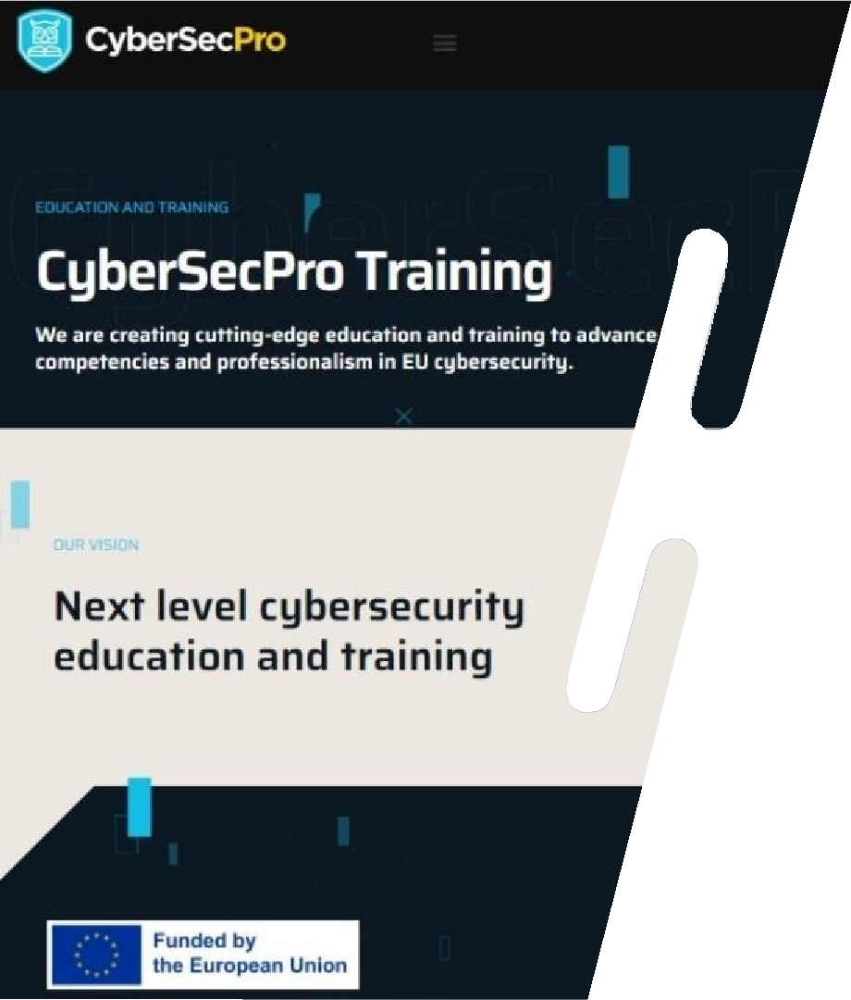 CyberSecPro
EDUCATION AND TRAINING
CyberSecPro Training
We are creating cutting-edge education and training to advance
competencies and professionalism in EU cybersecurity.
OUR VISION
Next level cybersecurity
education and training
Funded by
the European Union